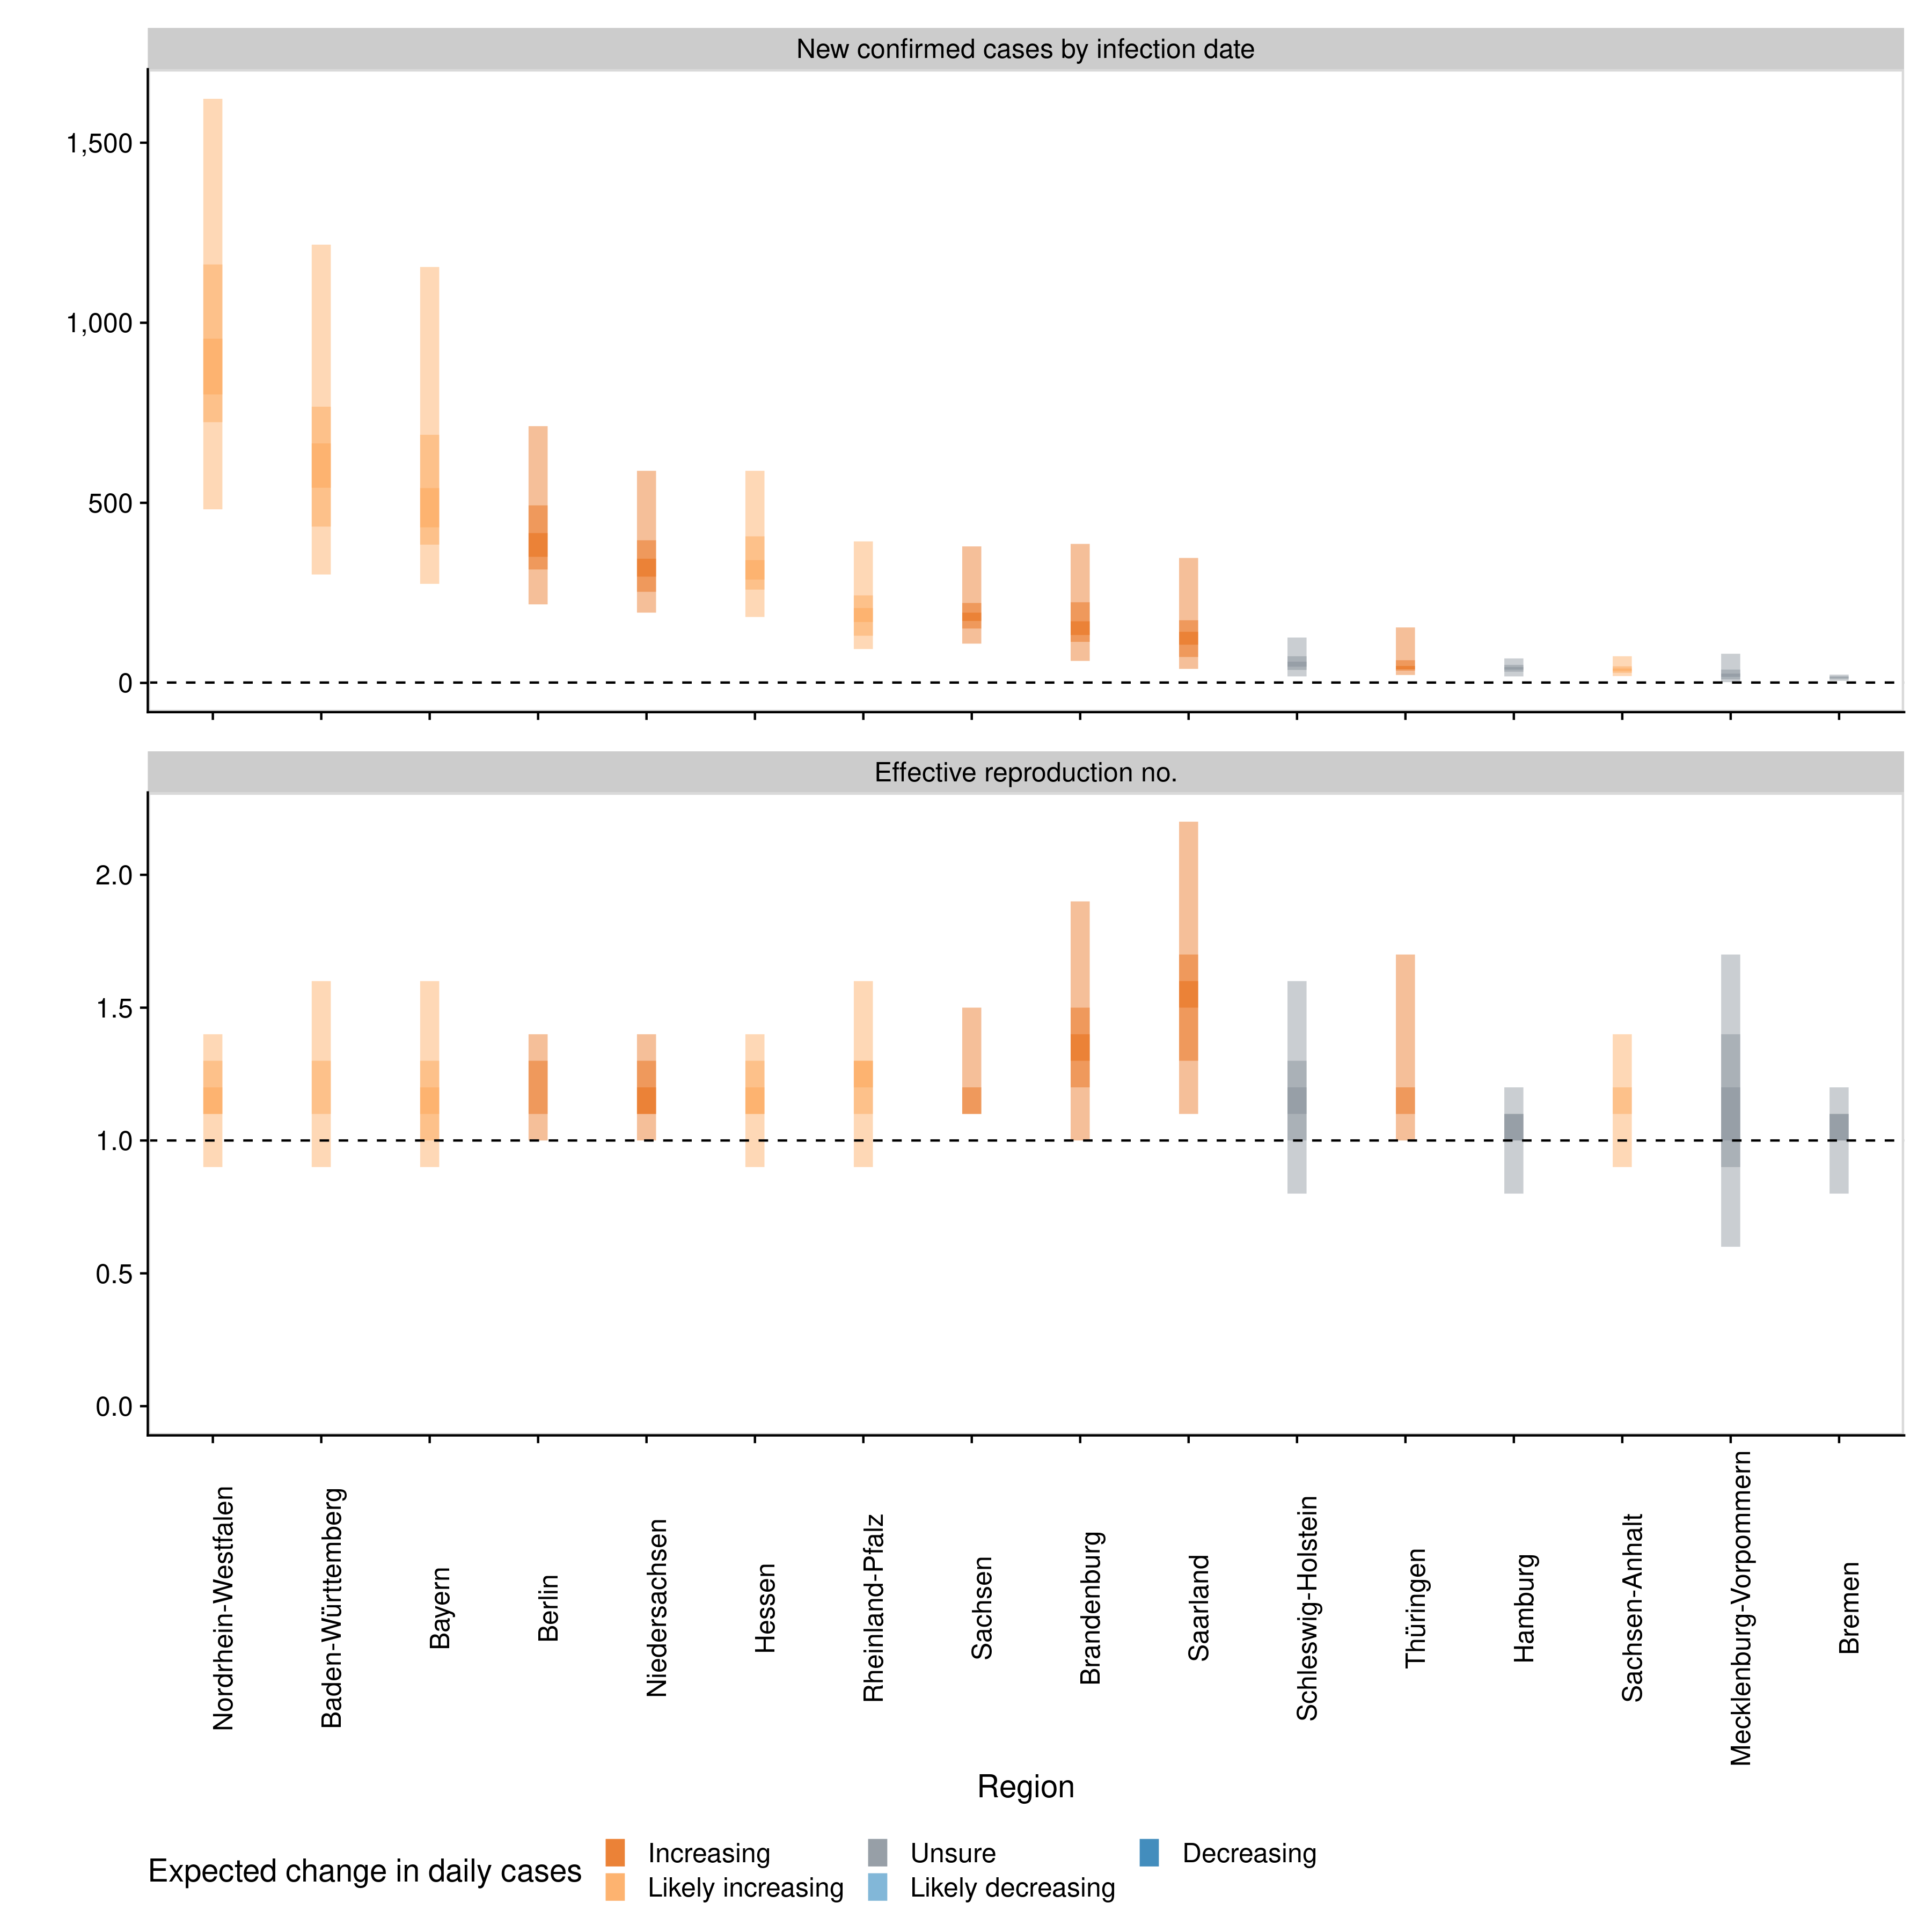 New confirmed cases by infection date
1,500
1,000
500
0
Effective reproduction no.
2.0
1.5
1.0
0.5
0.0
Nordrhein-Westfalen
Baden-Württemberg
Bayern
Berlin
Niedersachsen
Hessen
Rheinland-Pfalz
Sachsen
Brandenburg
Saarland
Schleswig-Holstein
Thüringen
Hamburg
Sachsen-Anhalt
Mecklenburg-Vorpommern
Bremen
Region
Expected change in daily cases
Increasing
Likely increasing
Unsure
Likely decreasing
Decreasing